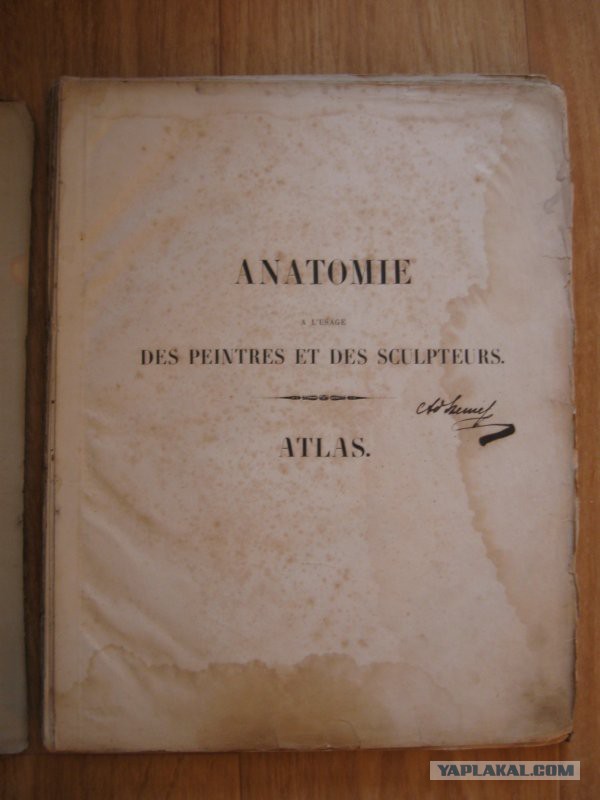 ANATOMIE
A L'USAGE
DES PEINTRES ET DES SCULPTEURS.
ATLAS.
YAPLAKAL.COM